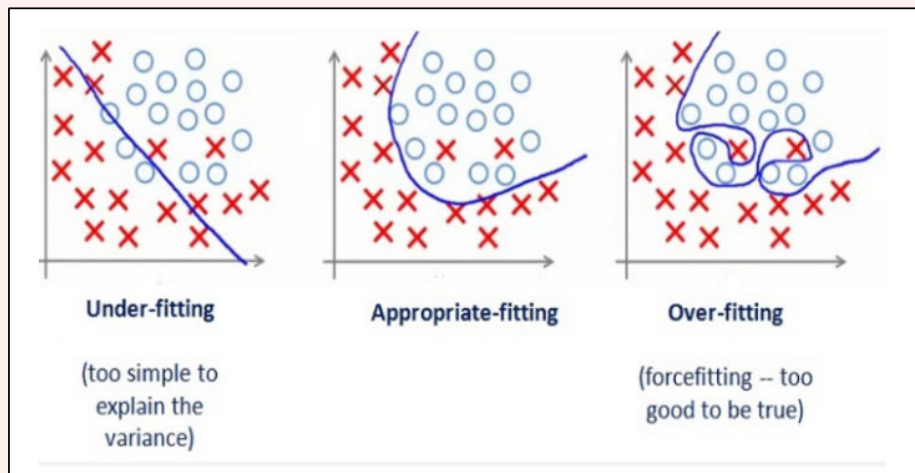 Under-fitting
Appropriate-fitting
Over-fitting
(too simple to
explain the
variance)
(forcefitting -- too
good to be true)